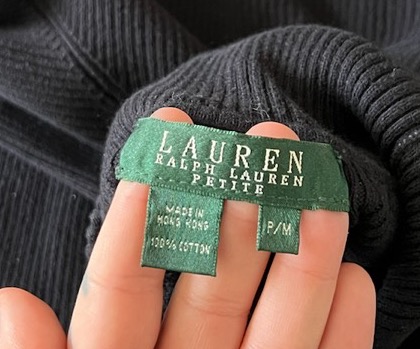 LAUREN
RALPH LAUREN
PETITE
MADE IN
HONG KONG
100% COTTON
P/M